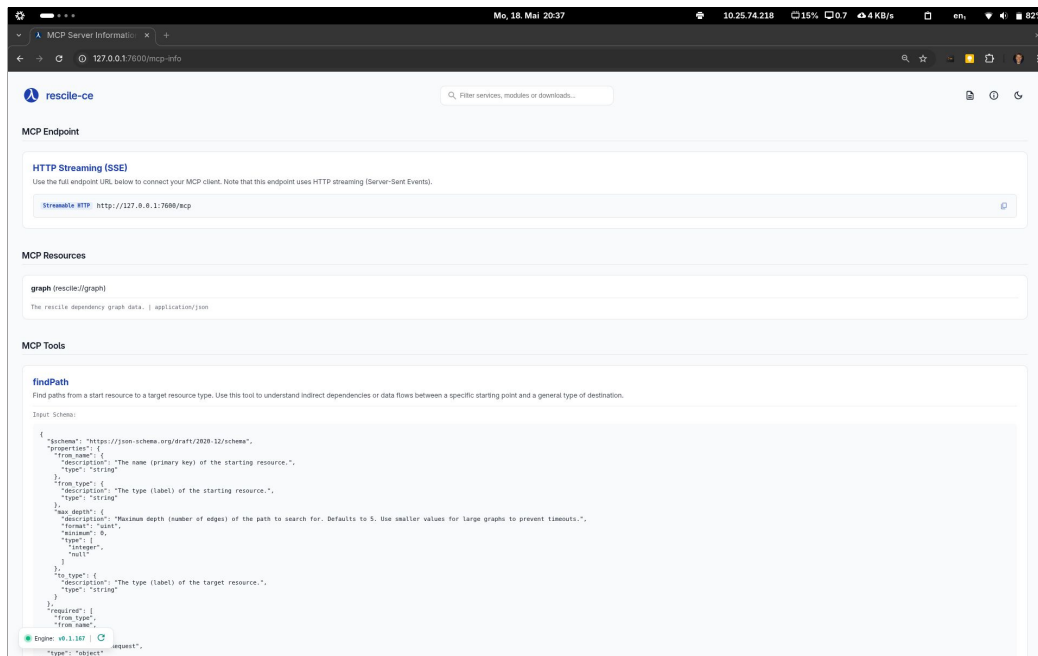 Mo, 18. Mai 20:37
10.25.74.218 15% 0.7 4 KB/s en₁ 82%
MCP Server Information
127.0.0.1:7600/mcp-info
rescile-ce
Filter services, modules or downloads...
MCP Endpoint
HTTP Streaming (SSE)
Use the full endpoint URL below to connect your MCP client. Note that this endpoint uses HTTP streaming (Server-Sent Events).
Streamable HTTP http://127.0.0.1:7600/mcp
MCP Resources
graph (rescile://graph)
The rescile dependency graph data. | application/json
MCP Tools
findPath
Find paths from a start resource to a target resource type. Use this tool to understand indirect dependencies or data flows between a specific starting point and a general type of destination.
Input Schema:
{
"$schema": "https://json-schema.org/draft/2020-12/schema",
"properties": {
"from_name": {
"description": "The name (primary key) of the starting resource.",
"type": "string"
},
"from_type": {
"description": "The type (label) of the starting resource.",
"type": "string"
},
"max_depth": {
"description": "Maximum depth (number of edges) of the path to search for. Defaults to 5. Use smaller values for large graphs to prevent timeouts.",
"format": "uint",
"minimum": 0,
"type": [
"integer",
"null"
]
},
"to_type": {
"description": "The type (label) of the target resource.",
"type": "string"
}
},
"required": [
"from_type",
"from_name",
Engine: v0.1.167
equest",
"type": "object"